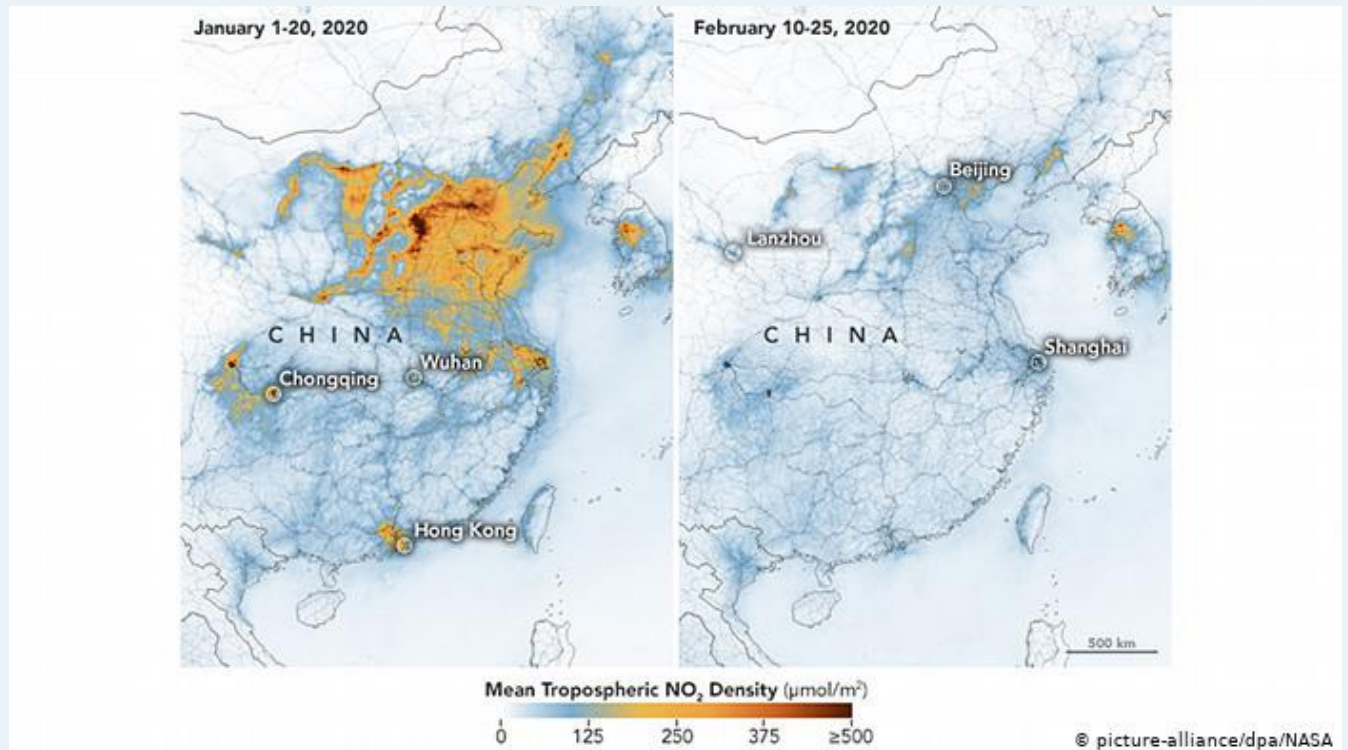 January 1-20, 2020
CHINA
Wuhan
Chongqing
Hong Kong
February 10-25, 2020
Beijing
Lanzhou
CHINA
Shanghai
500 km
Mean Tropospheric NO₂ Density (μmol/m²)
0 125 250 375 ≥500
© picture-alliance/dpa/NASA